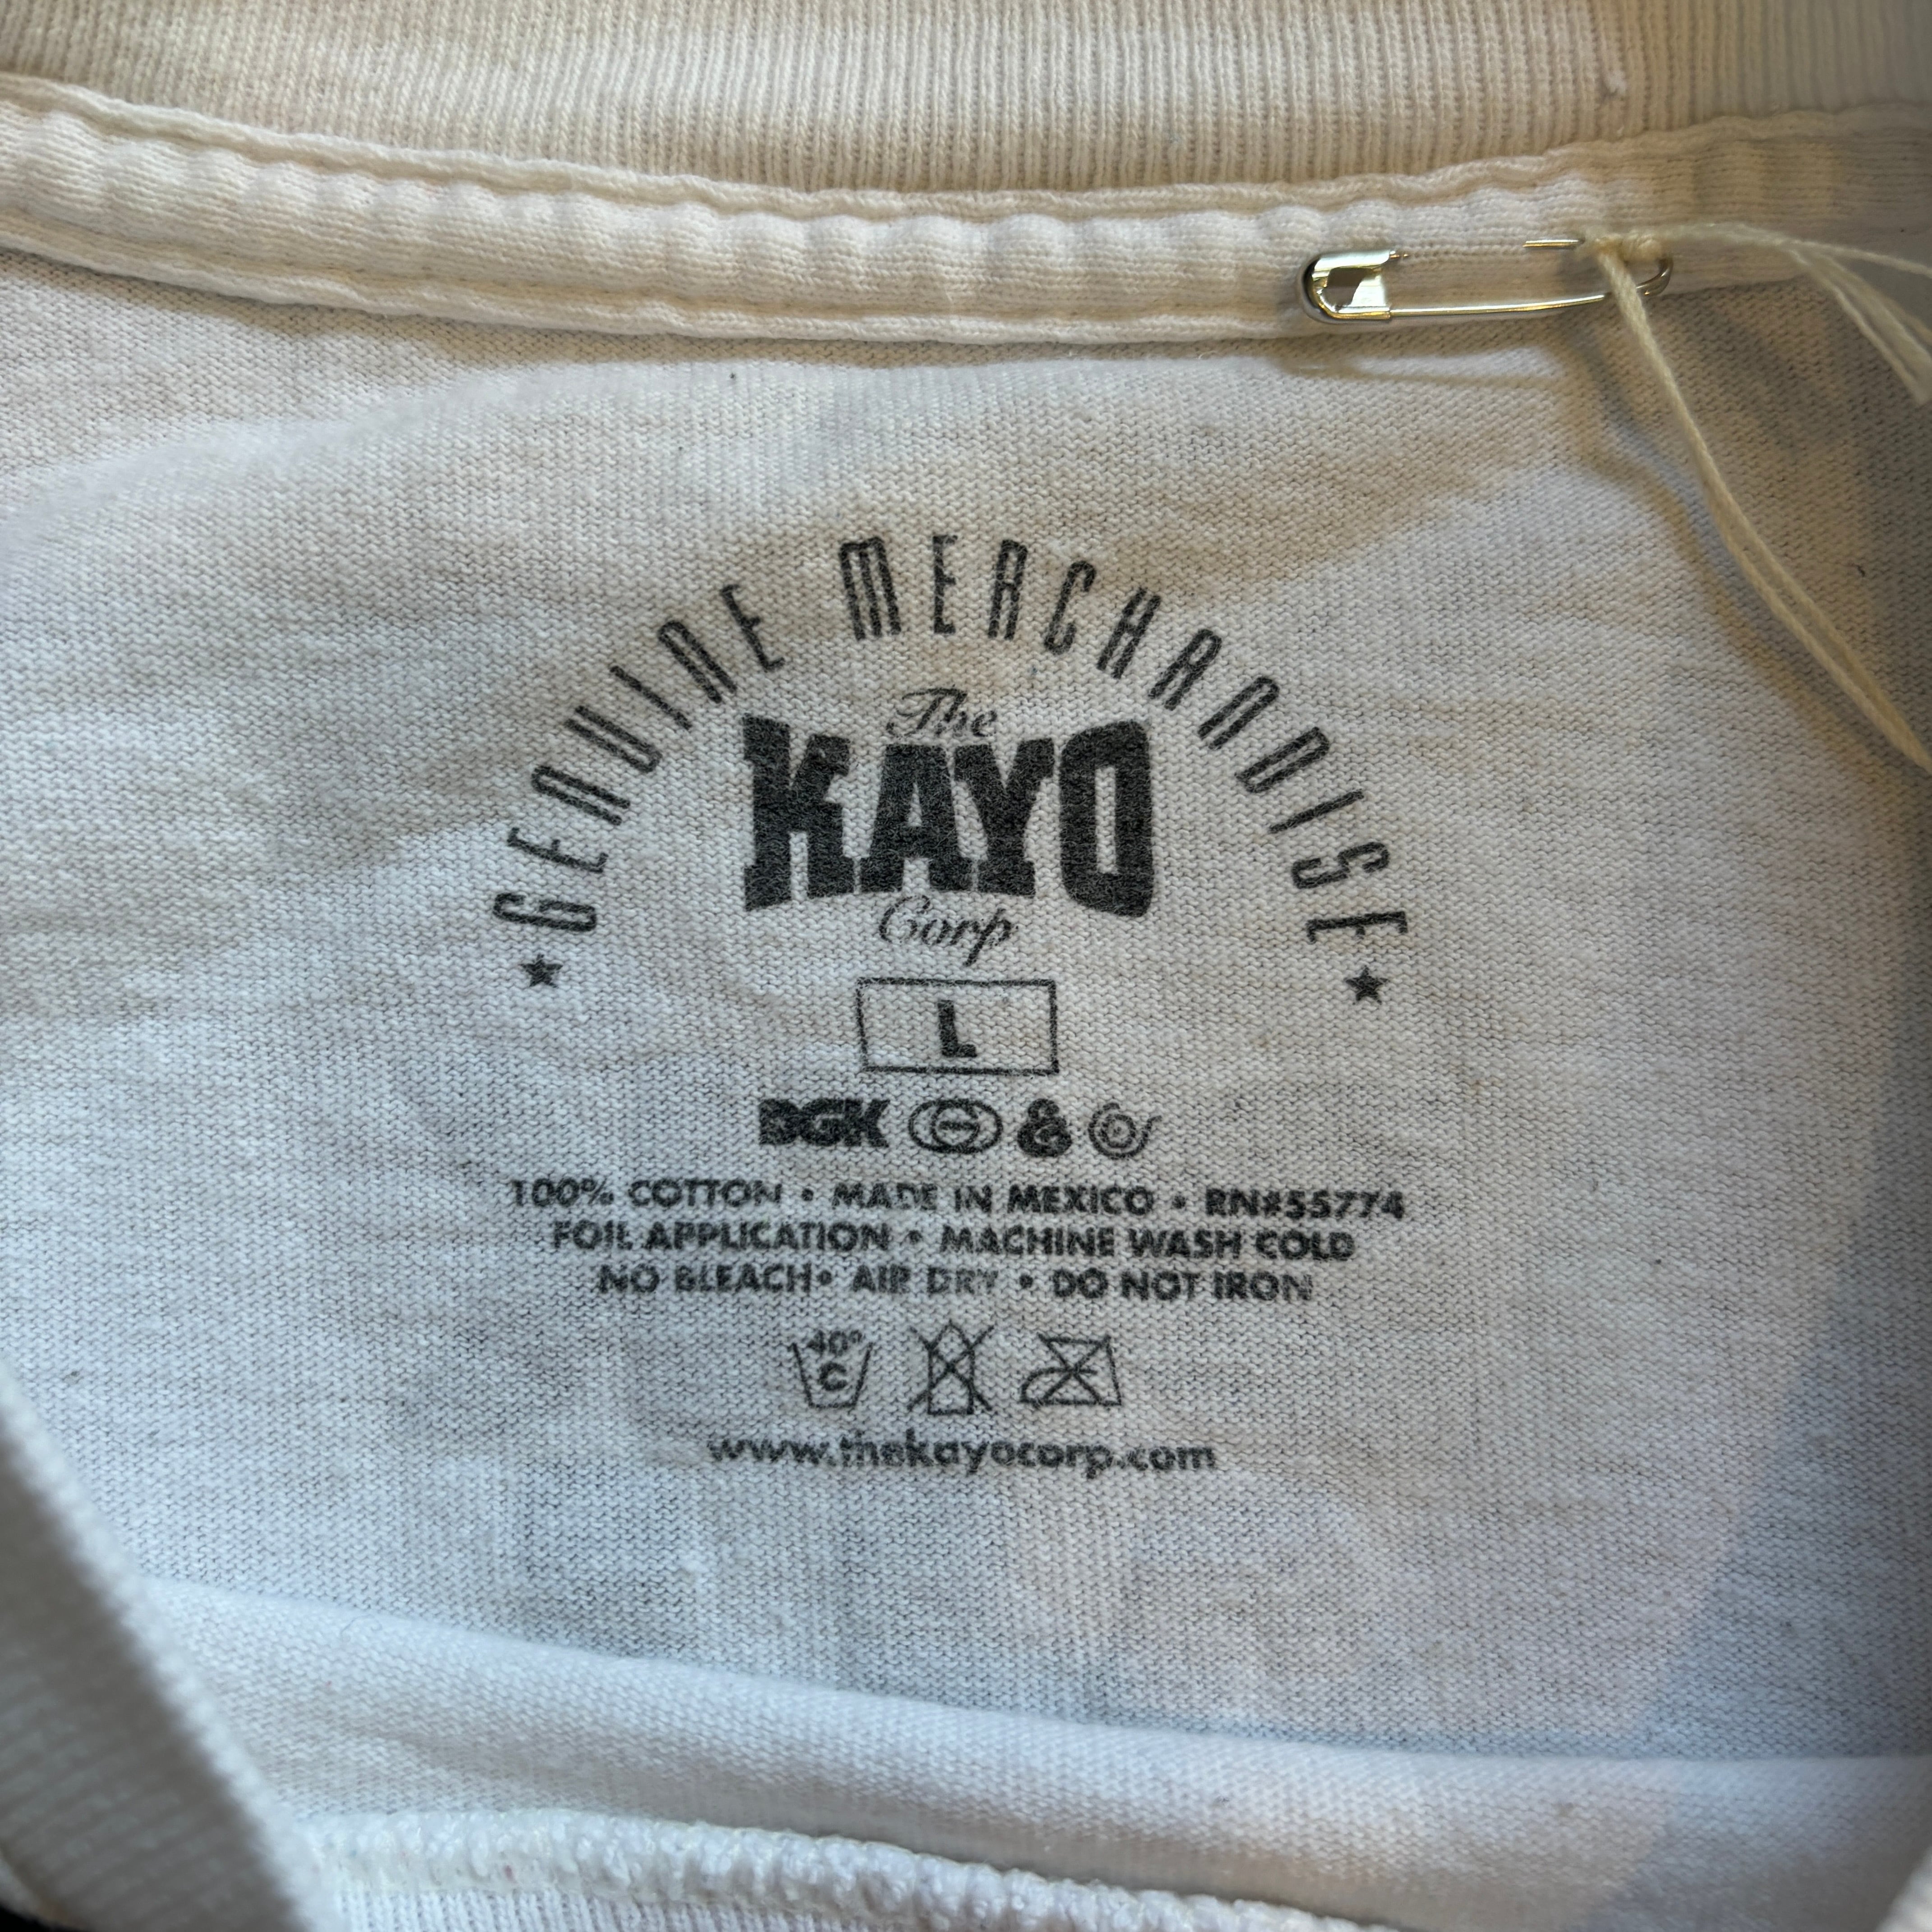 GENUINE MERCHANDISE
The
KAYO
Corp
L
DGK &
100% COTTON • MADE IN MEXICO • RN#55774
FOIL APPLICATION • MACHINE WASH COLD
NO BLEACH• AIR DRY • DO NOT IRON
40°
C
www.thekayocorp.com